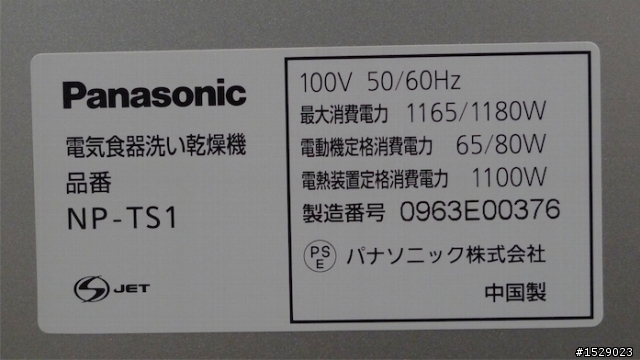 Panasonic
電気食器洗い乾燥機
品番
NP-TS1
S JET
100V 50/60Hz
最大消費電力 1165/1180W
電動機定格消費電力 65/80W
電熱装置定格消費電力 1100W
製造番号 0963E00376
PS
E
パナソニック株式会社
中国製
#1529023